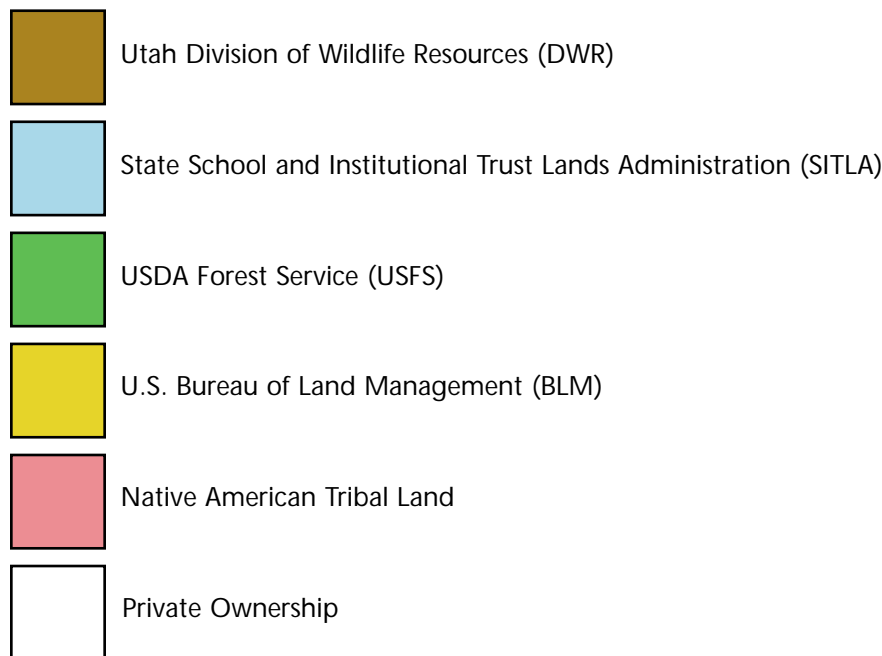 Utah Division of Wildlife Resources (DWR)
State School and Institutional Trust Lands Administration (SITLA)
USDA Forest Service (USFS)
U.S. Bureau of Land Management (BLM)
Native American Tribal Land
Private Ownership